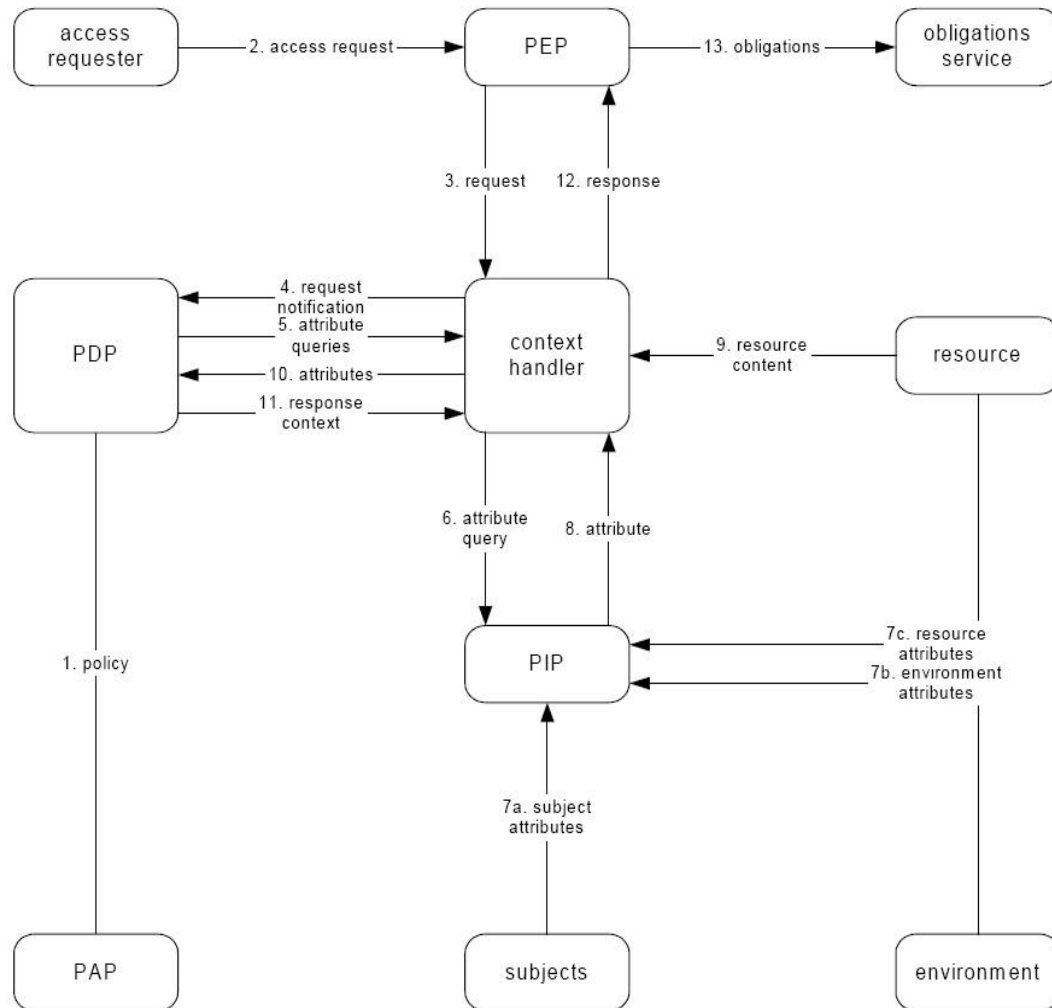 access
requester
2. access request
PEP
13. obligations
obligations
service
3. request
12. response
4. request
notification
5. attribute
queries
10. attributes
11. response
context
PDP
context
handler
9. resource
content
resource
6. attribute
query
8. attribute
1. policy
PIP
7c. resource
attributes
7b. environment
attributes
7a. subject
attributes
PAP
subjects
environment